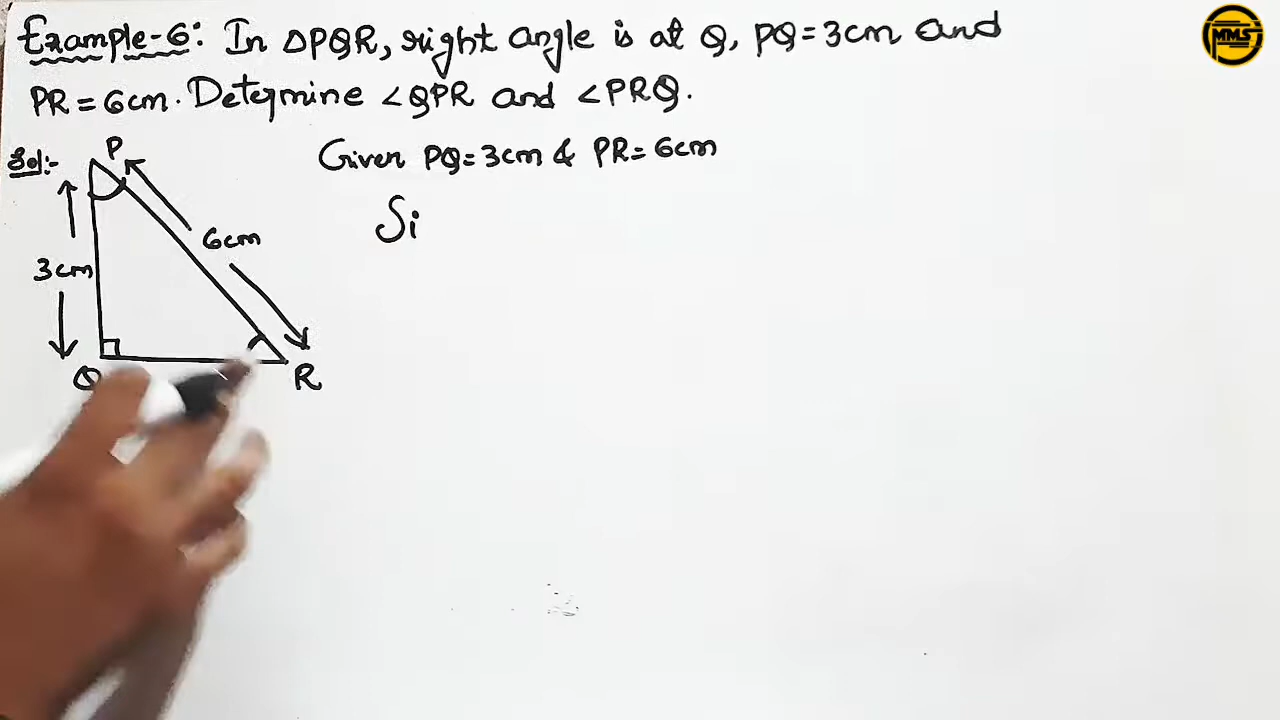 Example-6: In ΔPQR, right angle is at Q, PQ=3cm and
PR=6cm. Determine ∠QPR and ∠PRQ.
Sol:-
Given PQ=3cm & PR=6cm
Si
P
6cm
3cm
Q
R
MMS